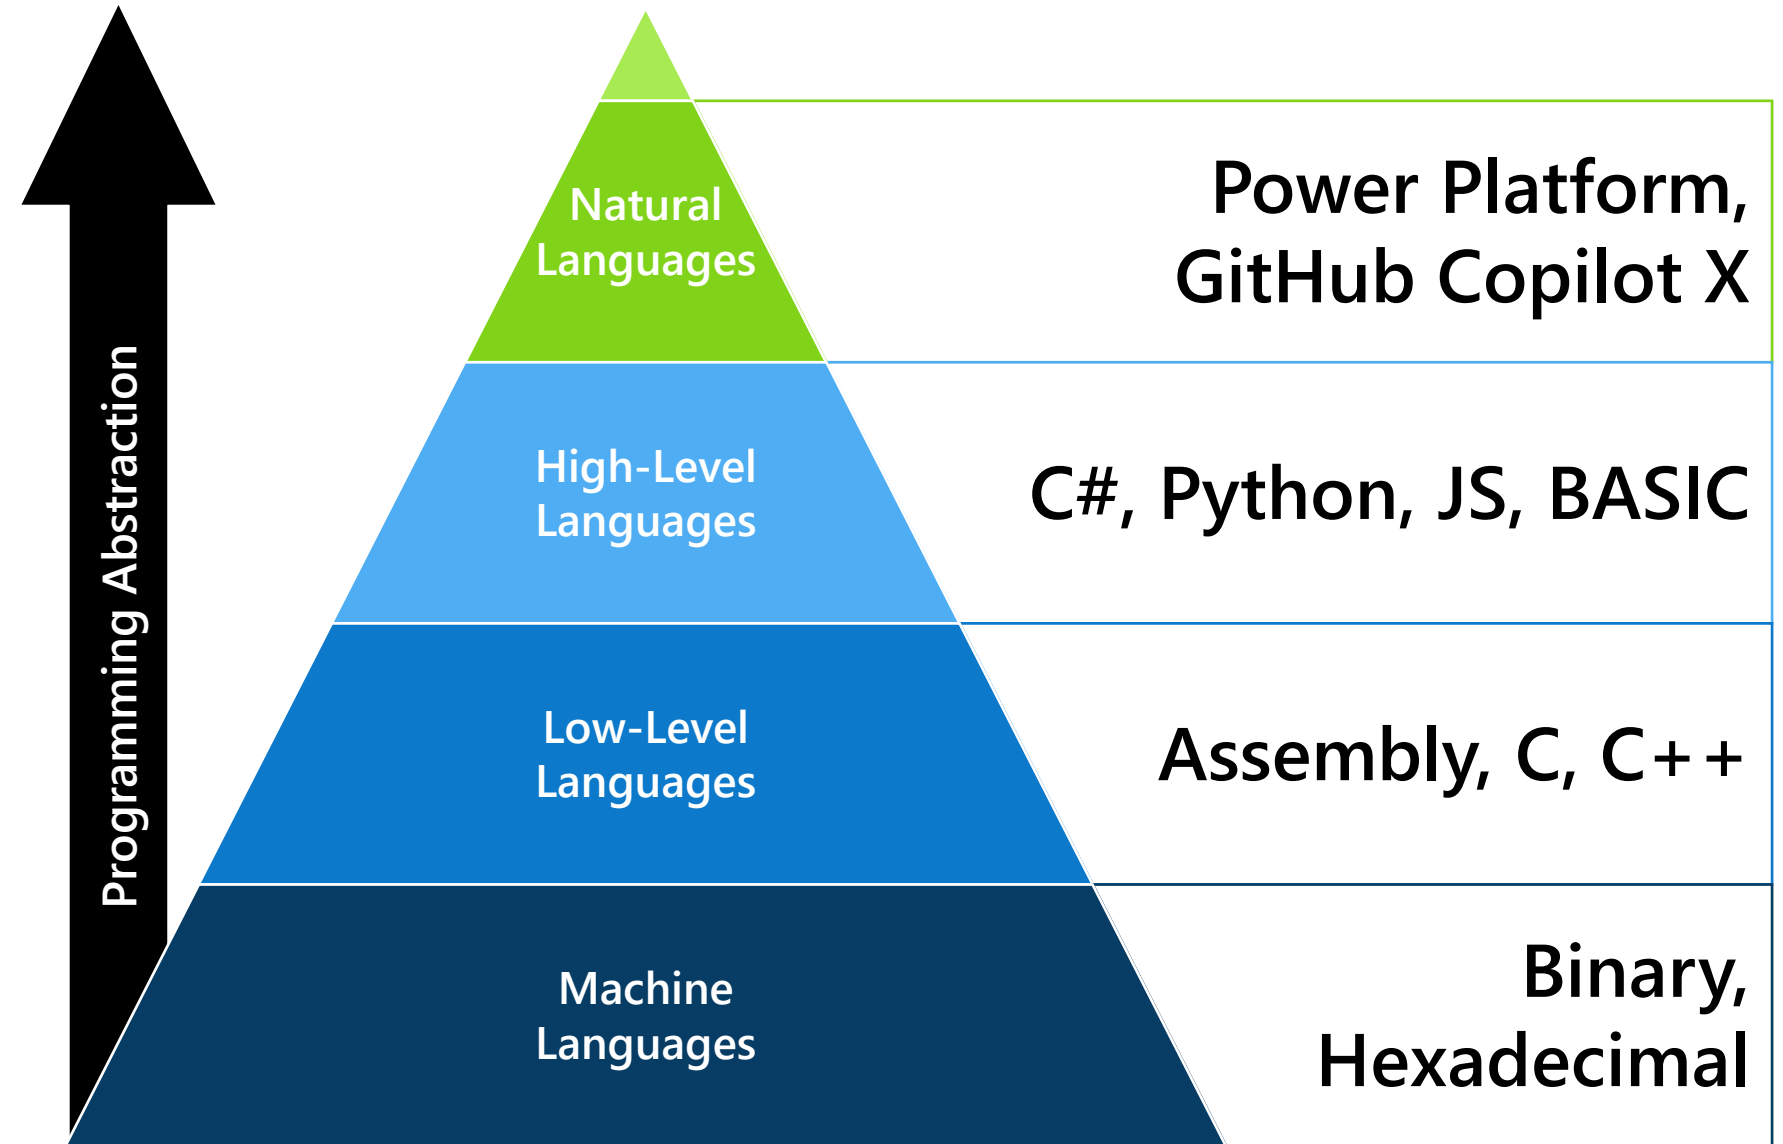 Programming Abstraction
Natural
Languages
Power Platform,
GitHub Copilot X
High-Level
Languages
C#, Python, JS, BASIC
Low-Level
Languages
Assembly, C, C++
Machine
Languages
Binary,
Hexadecimal